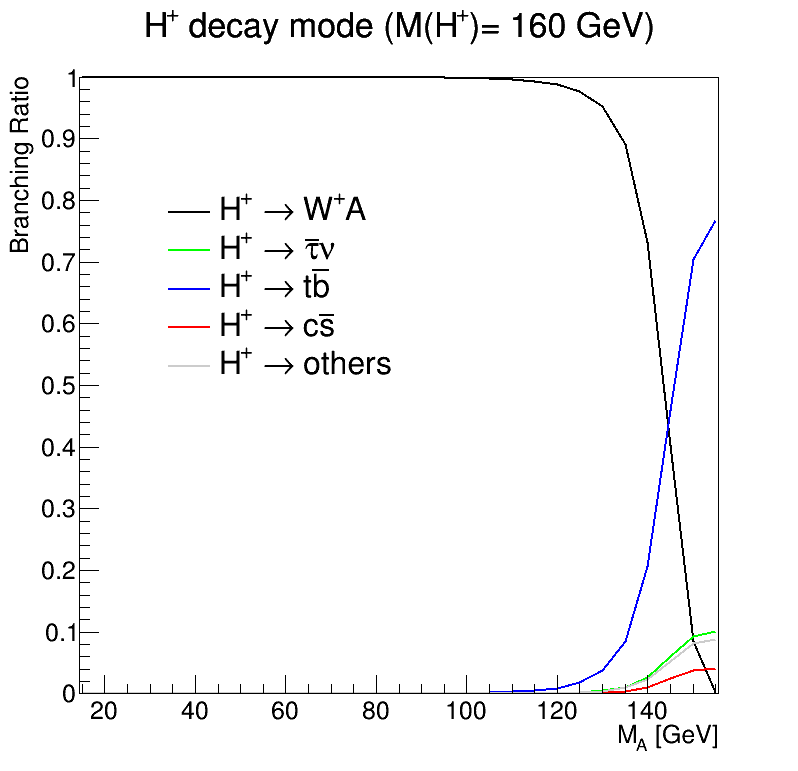 H⁺ decay mode (M(H⁺)= 160 GeV)
Branching Ratio
1
0.9
0.8
0.7
0.6
0.5
0.4
0.3
0.2
0.1
0
H⁺ → W⁺A
H⁺ → τ̅ν
H⁺ → tb̅
H⁺ → cs̅
H⁺ → others
20 40 60 80 100 120 140
M_A [GeV]